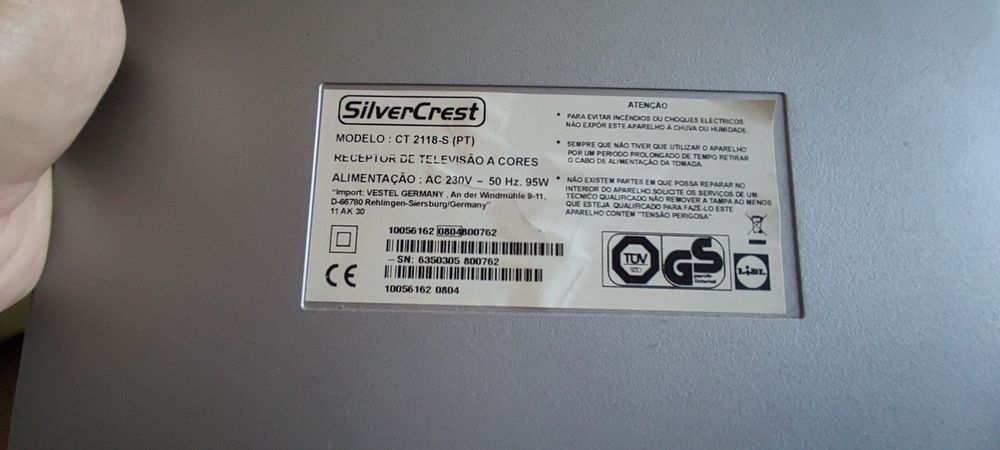 SilverCrest
MODELO : CT 2118-S (PT)
RECEPTOR DE TELEVISÃO A CORES
ALIMENTAÇÃO : AC 230V ~ 50 Hz. 95W
"Import: VESTEL GERMANY , An der Windmühle 9-11,
D-66780 Rehlingen-Siersburg/Germany"
11 AK 30
10056162 0804800762
SN: 6350305 800762
10056162 0804
CE
ATENÇÃO
• PARA EVITAR INCÊNDIOS OU CHOQUES ELÉCTRICOS,
NÃO EXPÔR ESTE APARELHO À CHUVA OU HUMIDADE.
• SEMPRE QUE NÃO TIVER QUE UTILIZAR O APARELHO
POR UM PERIODO PROLONGADO DE TEMPO RETIRAR
O CABO DE ALIMENTAÇÃO DA TOMADA
• NÃO EXISTEM PARTES EM QUE POSSA REPARAR NO
INTERIOR DO APARELHO.SOLICITE OS SERVIÇOS DE UM
TÉCNICO QUALIFICADO.NÃO REMOVER A TAMPA AO MENOS
QUE ESTEJA QUALIFICADO PARA FAZÊ-LO ESTE
APARELHO CONTÉM "TENSÃO PERIGOSA".
TÜV
GS
geprüfte
Sicherheit
LIDL